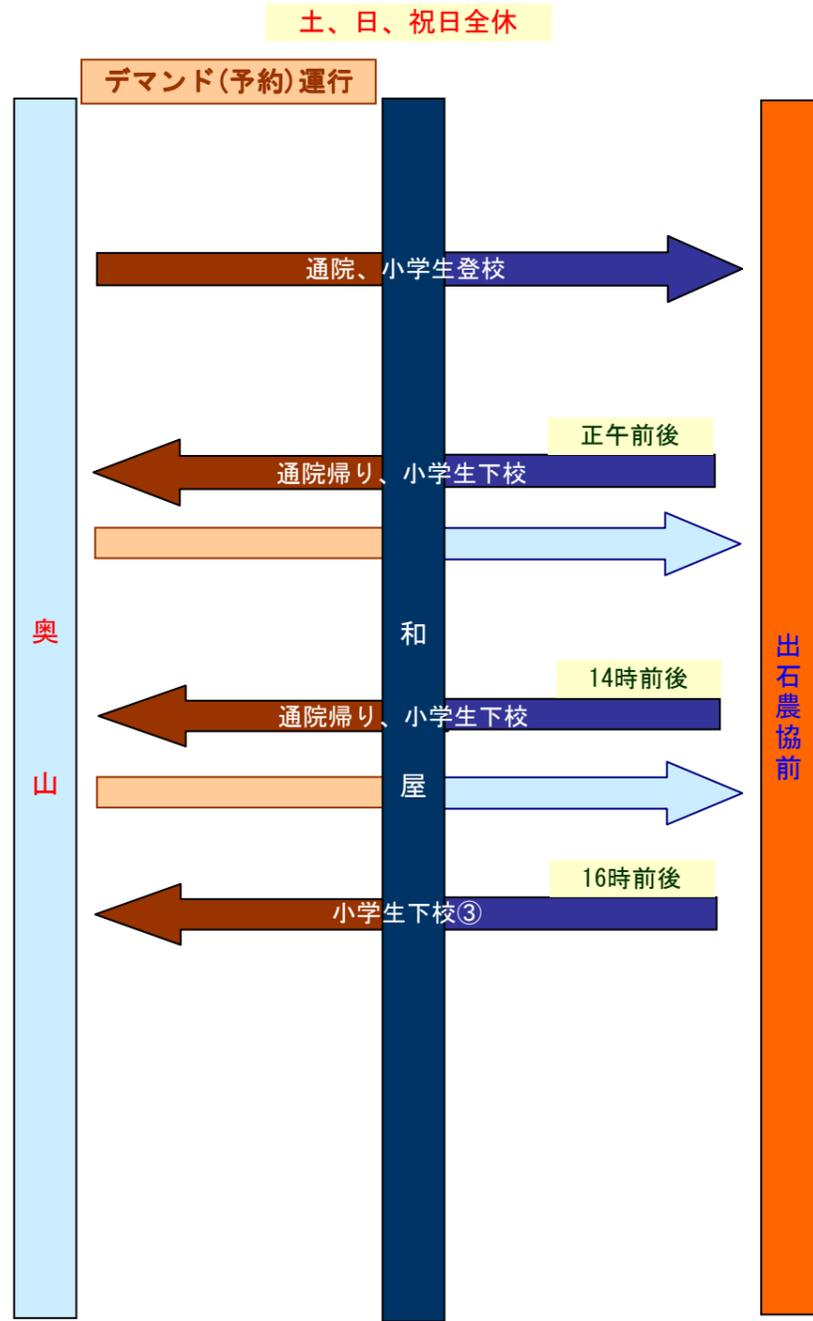 土、日、祝日全休
デマンド(予約)運行
通院、小学生登校
正午前後
通院帰り、小学生下校
奥山
和屋
出石農協前
14時前後
通院帰り、小学生下校
16時前後
小学生下校③